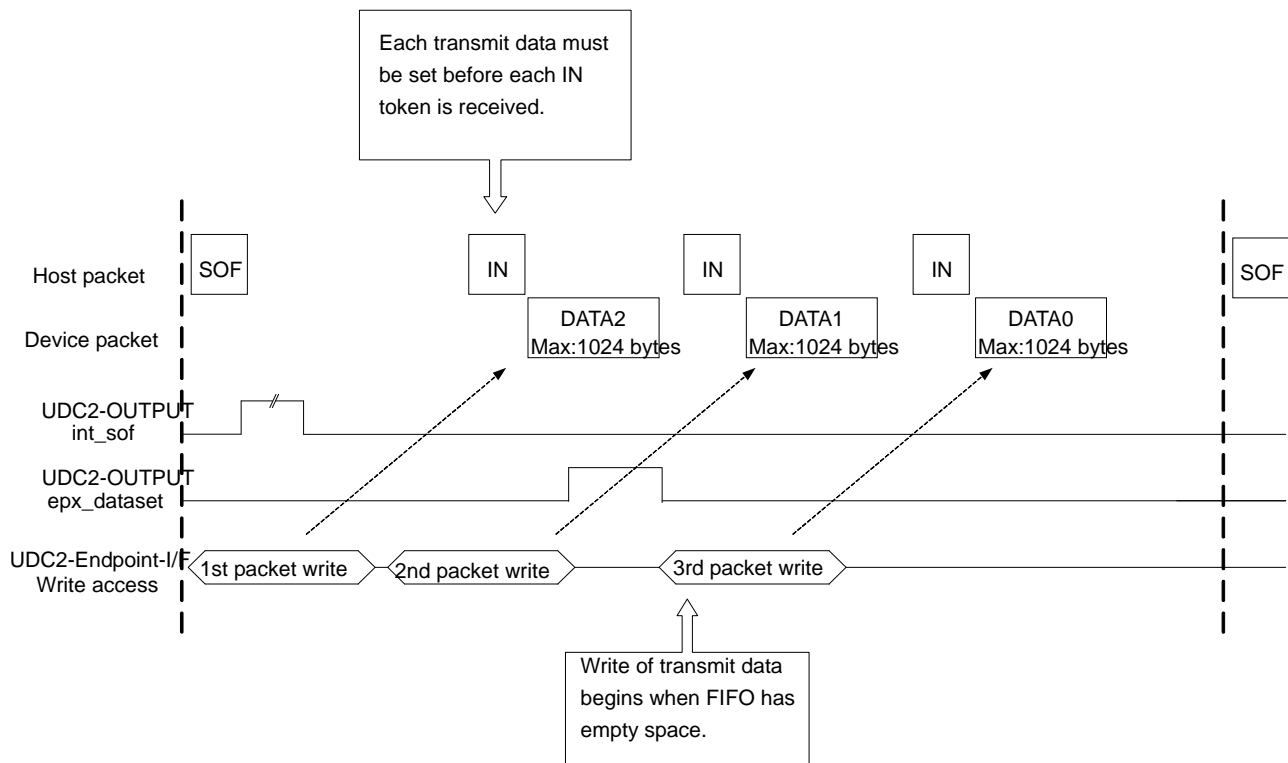 Each transmit data must
be set before each IN
token is received.
Host packet
SOF
IN
IN
IN
SOF
Device packet
DATA2
Max:1024 bytes
DATA1
Max:1024 bytes
DATA0
Max:1024 bytes
UDC2-OUTPUT
int_sof
UDC2-OUTPUT
epx_dataset
UDC2-Endpoint-I/F
Write access
1st packet write
2nd packet write
3rd packet write
Write of transmit data
begins when FIFO has
empty space.